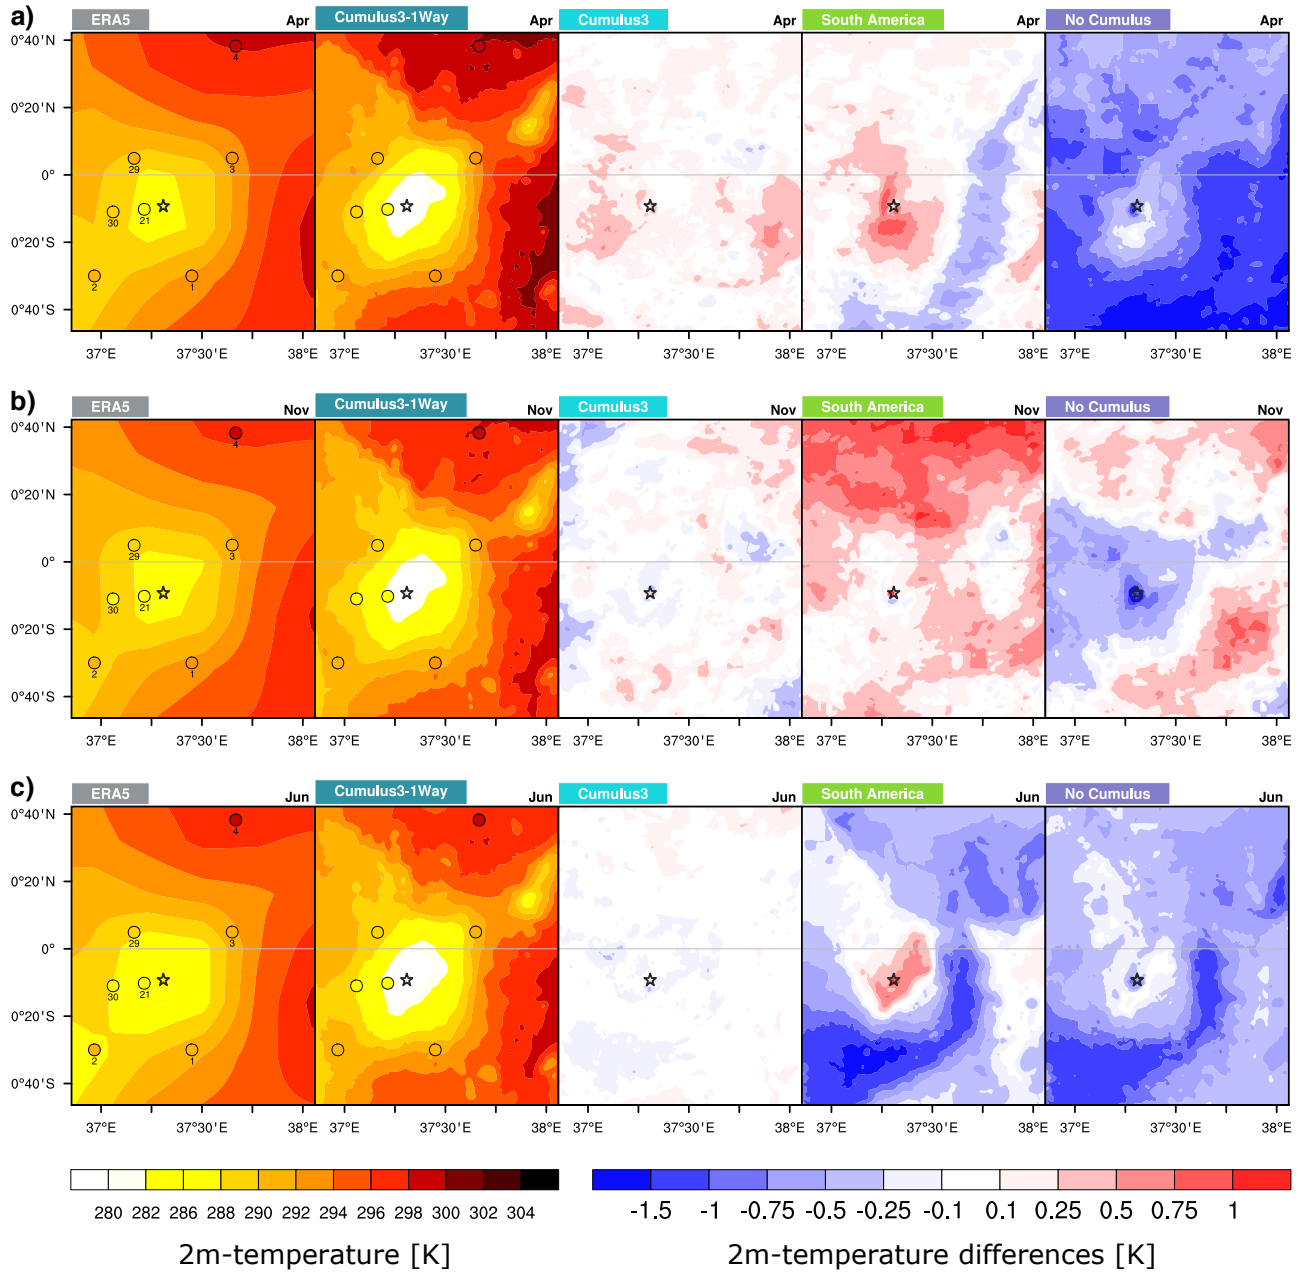 a) ERA5 Apr Cumulus3-1Way Cumulus3 Apr South America Apr No Cumulus Apr
0°40'N
4
0°20'N
29 3
0°
30 21
0°20'S
2 1
0°40'S
37°E 37°30'E 38°E 37°E 37°30'E 38°E 37°E 37°30'E 38°E 37°E 37°30'E 38°E 37°E 37°30'E 38°E
b) ERA5 Nov Cumulus3-1Way Nov Cumulus3 Nov South America Nov No Cumulus Nov
0°40'N
4
0°20'N
29 3
0°
30 21
0°20'S
2 1
0°40'S
37°E 37°30'E 38°E 37°E 37°30'E 38°E 37°E 37°30'E 38°E 37°E 37°30'E 38°E 37°E 37°30'E 38°E
c) ERA5 Jun Cumulus3-1Way Jun Cumulus3 Jun South America Jun No Cumulus Jun
0°40'N
4
0°20'N
29 3
0°
30 21
0°20'S
2 1
0°40'S
37°E 37°30'E 38°E 37°E 37°30'E 38°E 37°E 37°30'E 38°E 37°E 37°30'E 38°E 37°E 37°30'E 38°E
280 282 286 288 290 292 294 296 298 300 302 304
-1.5 -1 -0.75 -0.5 -0.25 -0.1 0.1 0.25 0.5 0.75 1
2m-temperature [K] 2m-temperature differences [K]